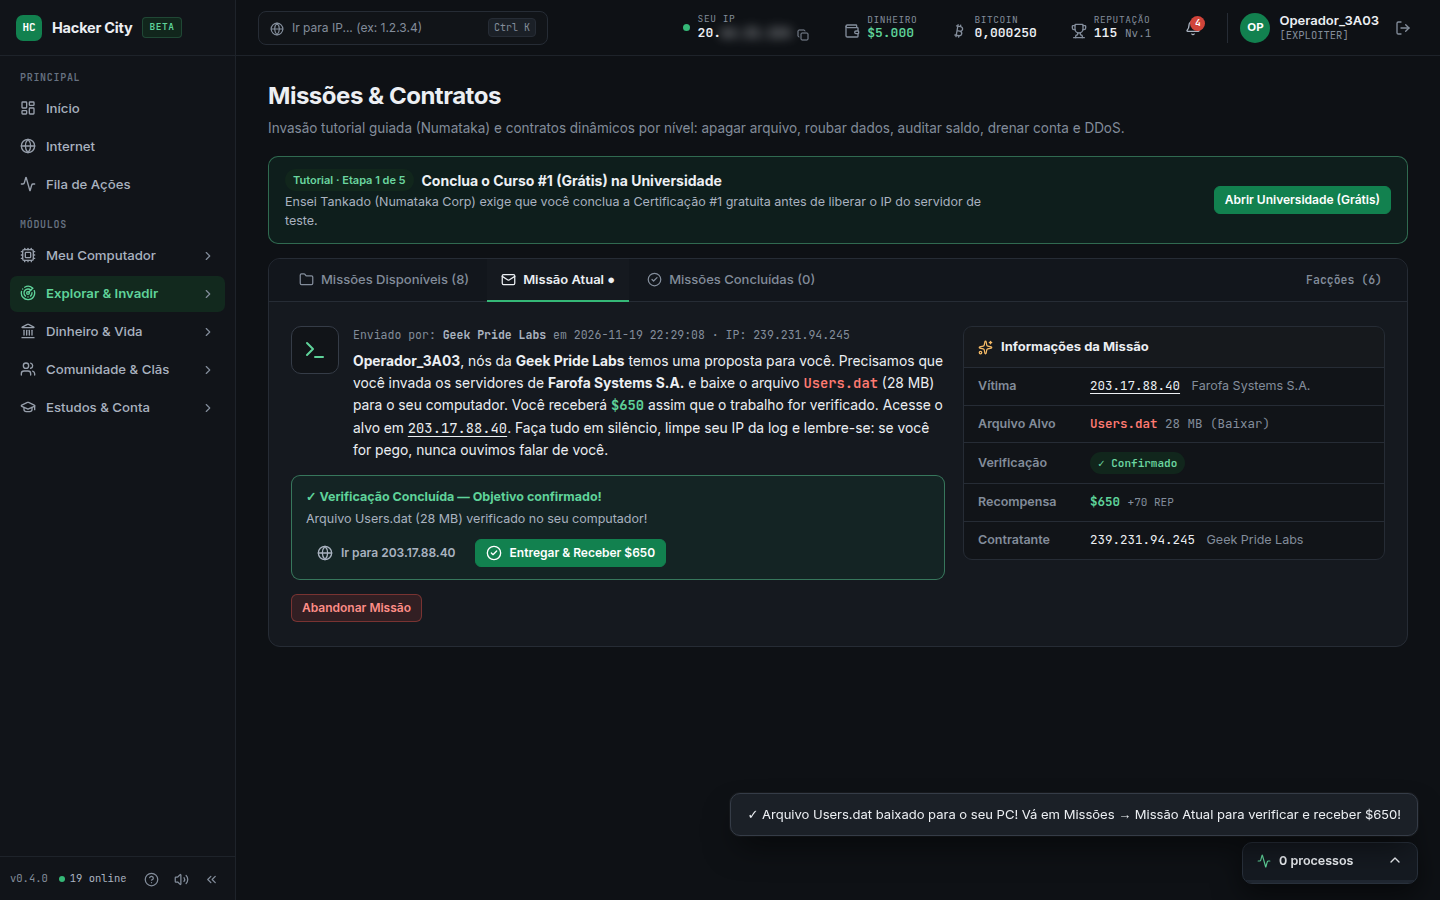 HC Hacker City BETA
Ir para IP... (ex: 1.2.3.4) Ctrl K
SEU IP
20.
DINHEIRO
$5.000
BITCOIN
0,000250
REPUTAÇÃO
115 Nv.1
4
OP
Operador_3A03
[EXPLOITER]
PRINCIPAL
Início
Internet
Fila de Ações
MÓDULOS
Meu Computador
Explorar & Invadir
Dinheiro & Vida
Comunidade & Clãs
Estudos & Conta
v0.4.0 19 online
Missões & Contratos
Invasão tutorial guiada (Numataka) e contratos dinâmicos por nível: apagar arquivo, roubar dados, auditar saldo, drenar conta e DDoS.
Tutorial · Etapa 1 de 5 Conclua o Curso #1 (Grátis) na Universidade
Ensei Tankado (Numataka Corp) exige que você conclua a Certificação #1 gratuita antes de liberar o IP do servidor de
teste.
Abrir Universidade (Grátis)
Missões Disponíveis (8) Missão Atual ● Missões Concluídas (0) Facções (6)
Enviado por: Geek Pride Labs em 2026-11-19 22:29:08 · IP: 239.231.94.245
Operador_3A03, nós da Geek Pride Labs temos uma proposta para você. Precisamos que
você invada os servidores de Farofa Systems S.A. e baixe o arquivo Users.dat (28 MB)
para o seu computador. Você receberá $650 assim que o trabalho for verificado. Acesse o
alvo em 203.17.88.40. Faça tudo em silêncio, limpe seu IP da log e lembre-se: se você
for pego, nunca ouvimos falar de você.
✓ Verificação Concluída — Objetivo confirmado!
Arquivo Users.dat (28 MB) verificado no seu computador!
Ir para 203.17.88.40 Entregar & Receber $650
Abandonar Missão
Informações da Missão
Vítima 203.17.88.40 Farofa Systems S.A.
Arquivo Alvo Users.dat 28 MB (Baixar)
Verificação ✓ Confirmado
Recompensa $650 +70 REP
Contratante 239.231.94.245 Geek Pride Labs
✓ Arquivo Users.dat baixado para o seu PC! Vá em Missões → Missão Atual para verificar e receber $650!
0 processos